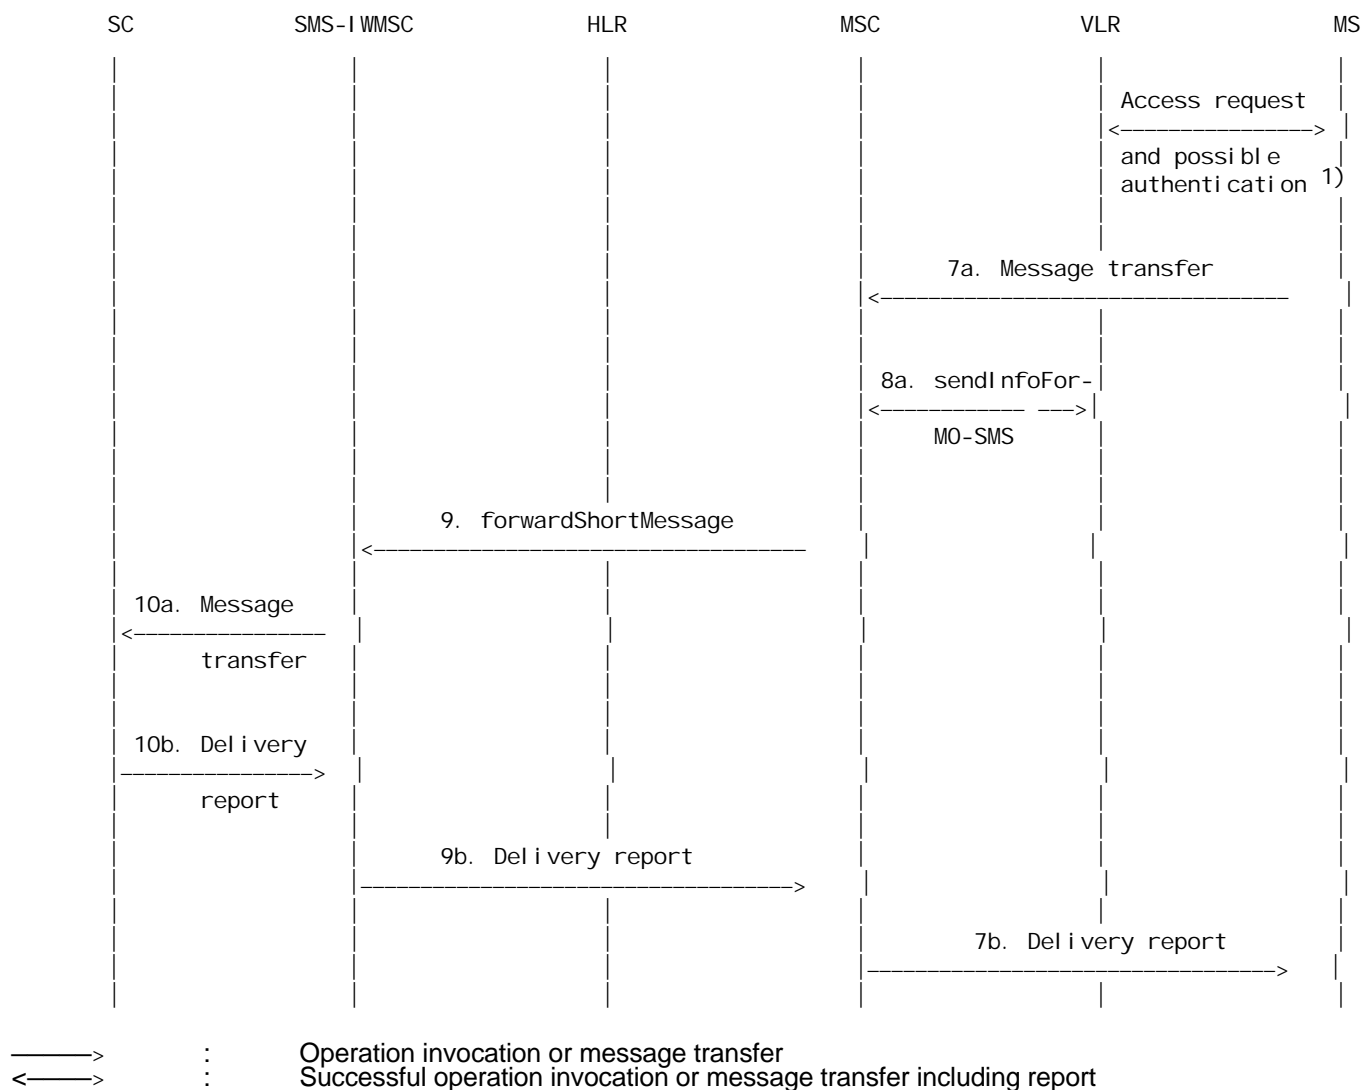 SC SMS-IWMSC HLR MSC VLR MS
Access request
<----------------->
and possible
authentication 1)
7a. Message transfer
<-----------------------------------
8a. sendInfoFor-
<------------ --->
MO-SMS
9. forwardShortMessage
<------------------------------------
10a. Message
<-----------------
transfer
10b. Delivery
----------------->
report
9b. Delivery report
------------------------------------>
7b. Delivery report
----------------------------------->
------> : Operation invocation or message transfer
<-----> : Successful operation invocation or message transfer including report